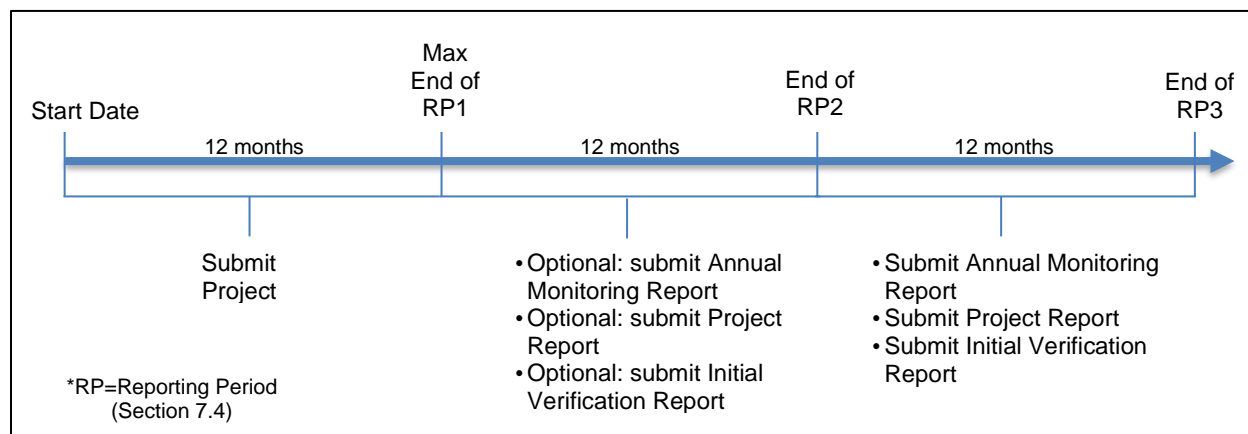 Start Date
Max
End of
RP1
End of
RP2
End of
RP3
12 months
12 months
12 months
Submit
Project
• Optional: submit Annual
Monitoring Report
• Optional: submit Project
Report
• Optional: submit Initial
Verification Report
• Submit Annual Monitoring
Report
• Submit Project Report
• Submit Initial Verification
Report
*RP=Reporting Period
(Section 7.4)